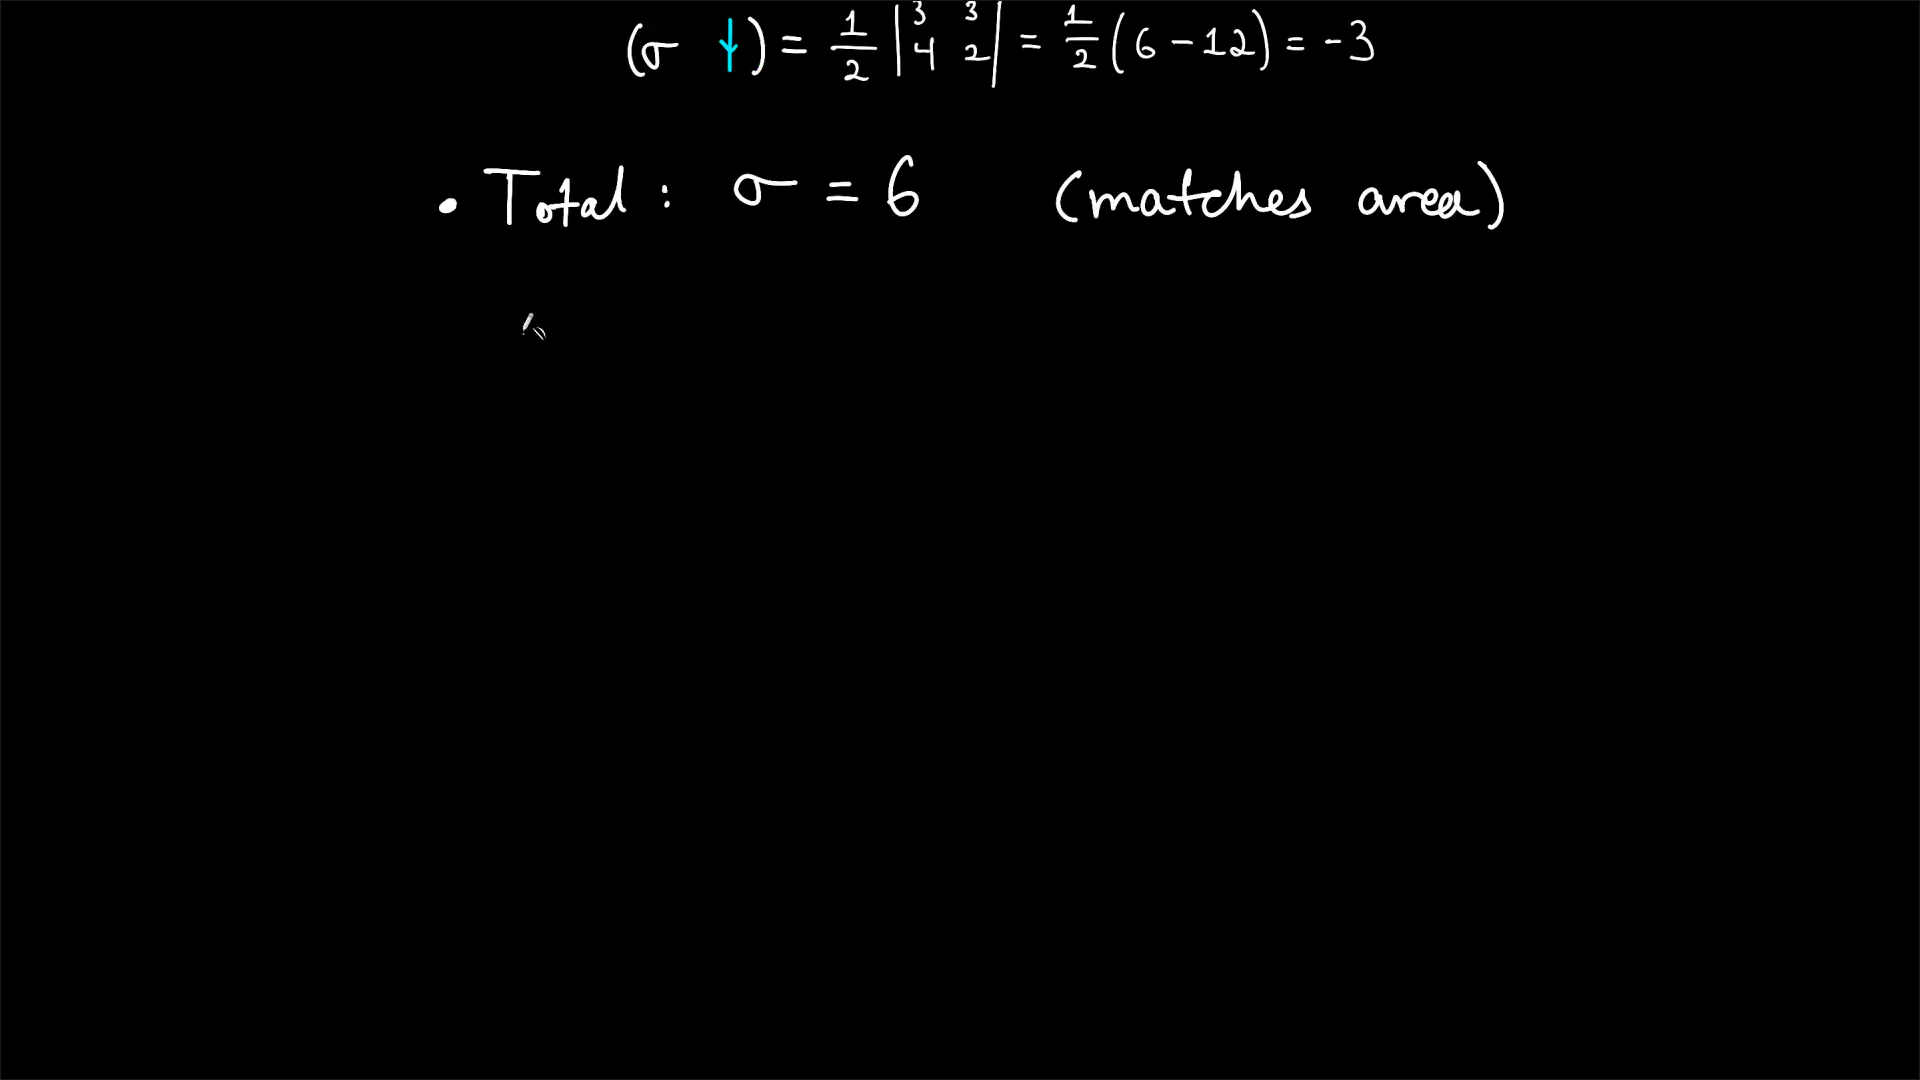 (σ ↓) = 1/2 |3 3 4 2| = 1/2 (6 - 12) = -3
• Total : σ = 6 (matches area)